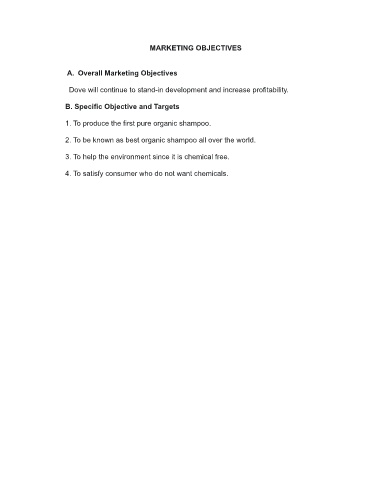 MARKETING OBJECTIVES
A. Overall Marketing Objectives
Dove will continue to stand-in development and increase profitability.
B. Specific Objective and Targets
1. To produce the first pure organic shampoo.
2. To be known as best organic shampoo all over the world.
3. To help the environment since it is chemical free.
4. To satisfy consumer who do not want chemicals.